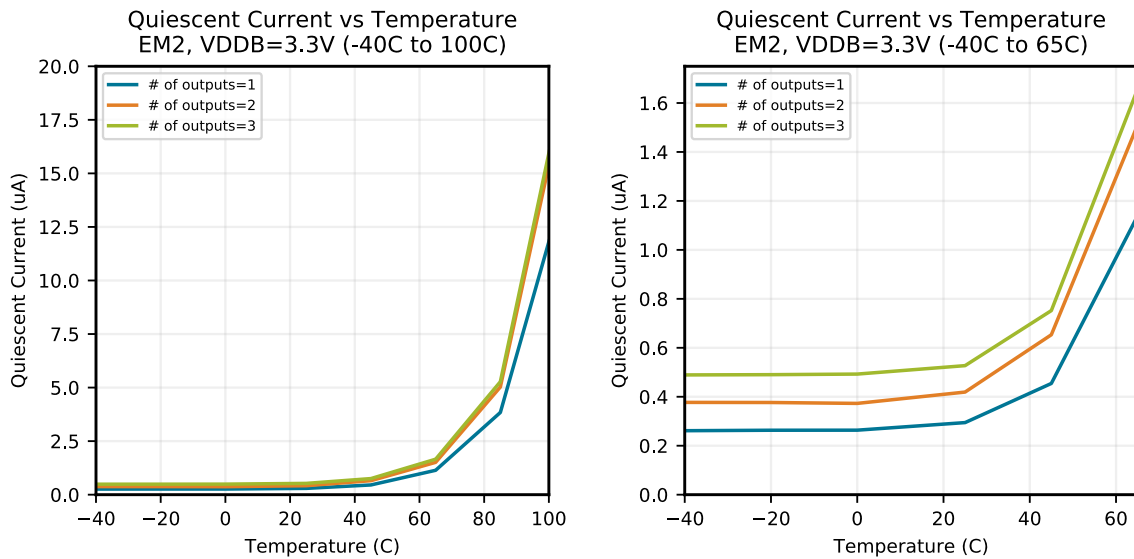 Quiescent Current vs Temperature
EM2, VDDB=3.3V (-40C to 100C)
20.0
17.5
15.0
12.5
10.0
7.5
5.0
2.5
0.0
Quiescent Current (uA)
# of outputs=1
# of outputs=2
# of outputs=3
−40
−20
0
20
40
60
80
100
Temperature (C)
Quiescent Current vs Temperature
EM2, VDDB=3.3V (-40C to 65C)
1.6
1.4
1.2
1.0
0.8
0.6
0.4
0.2
0.0
Quiescent Current (uA)
# of outputs=1
# of outputs=2
# of outputs=3
−40
−20
0
20
40
60
Temperature (C)